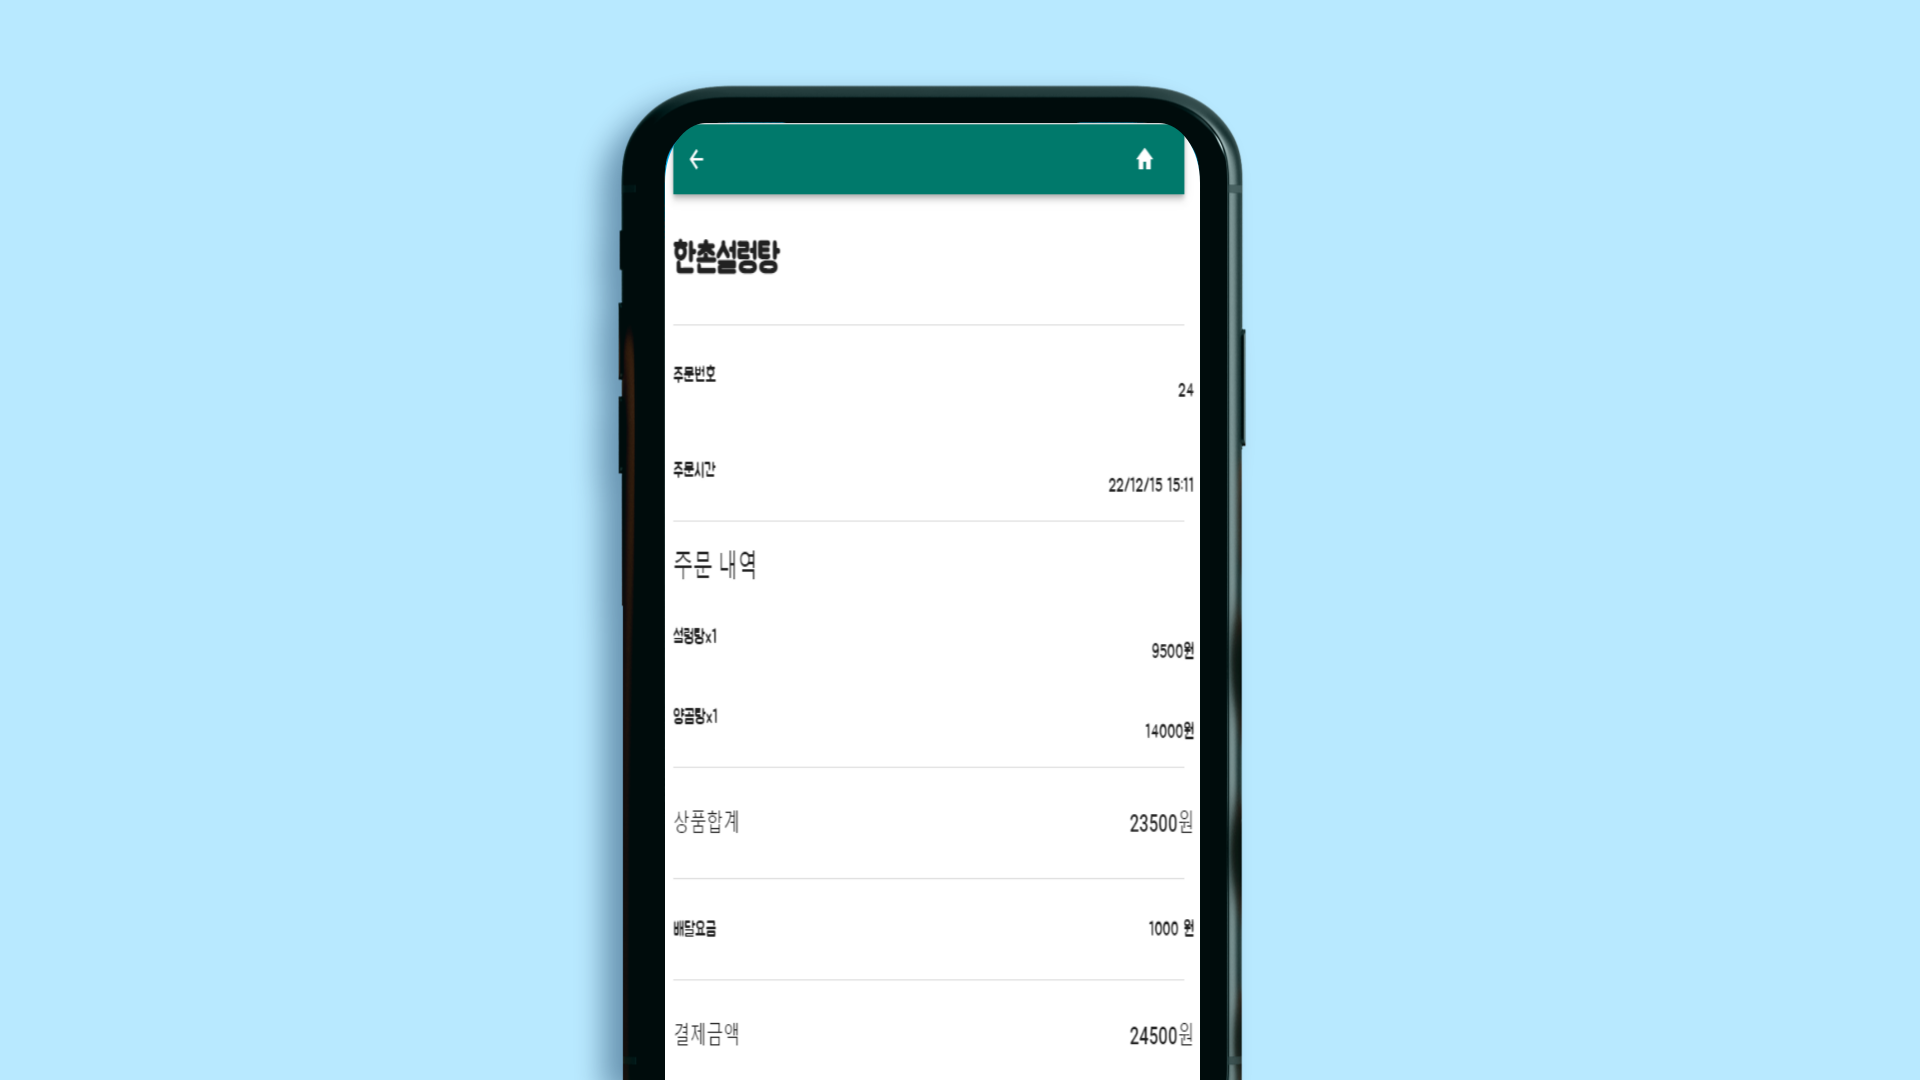 한촌설렁탕
주문번호
24
주문시간
22/12/15 15:11
주문 내역
설렁탕x1
9500원
양곰탕x1
14000원
상품합계
23500원
배달요금
1000 원
결제금액
24500원